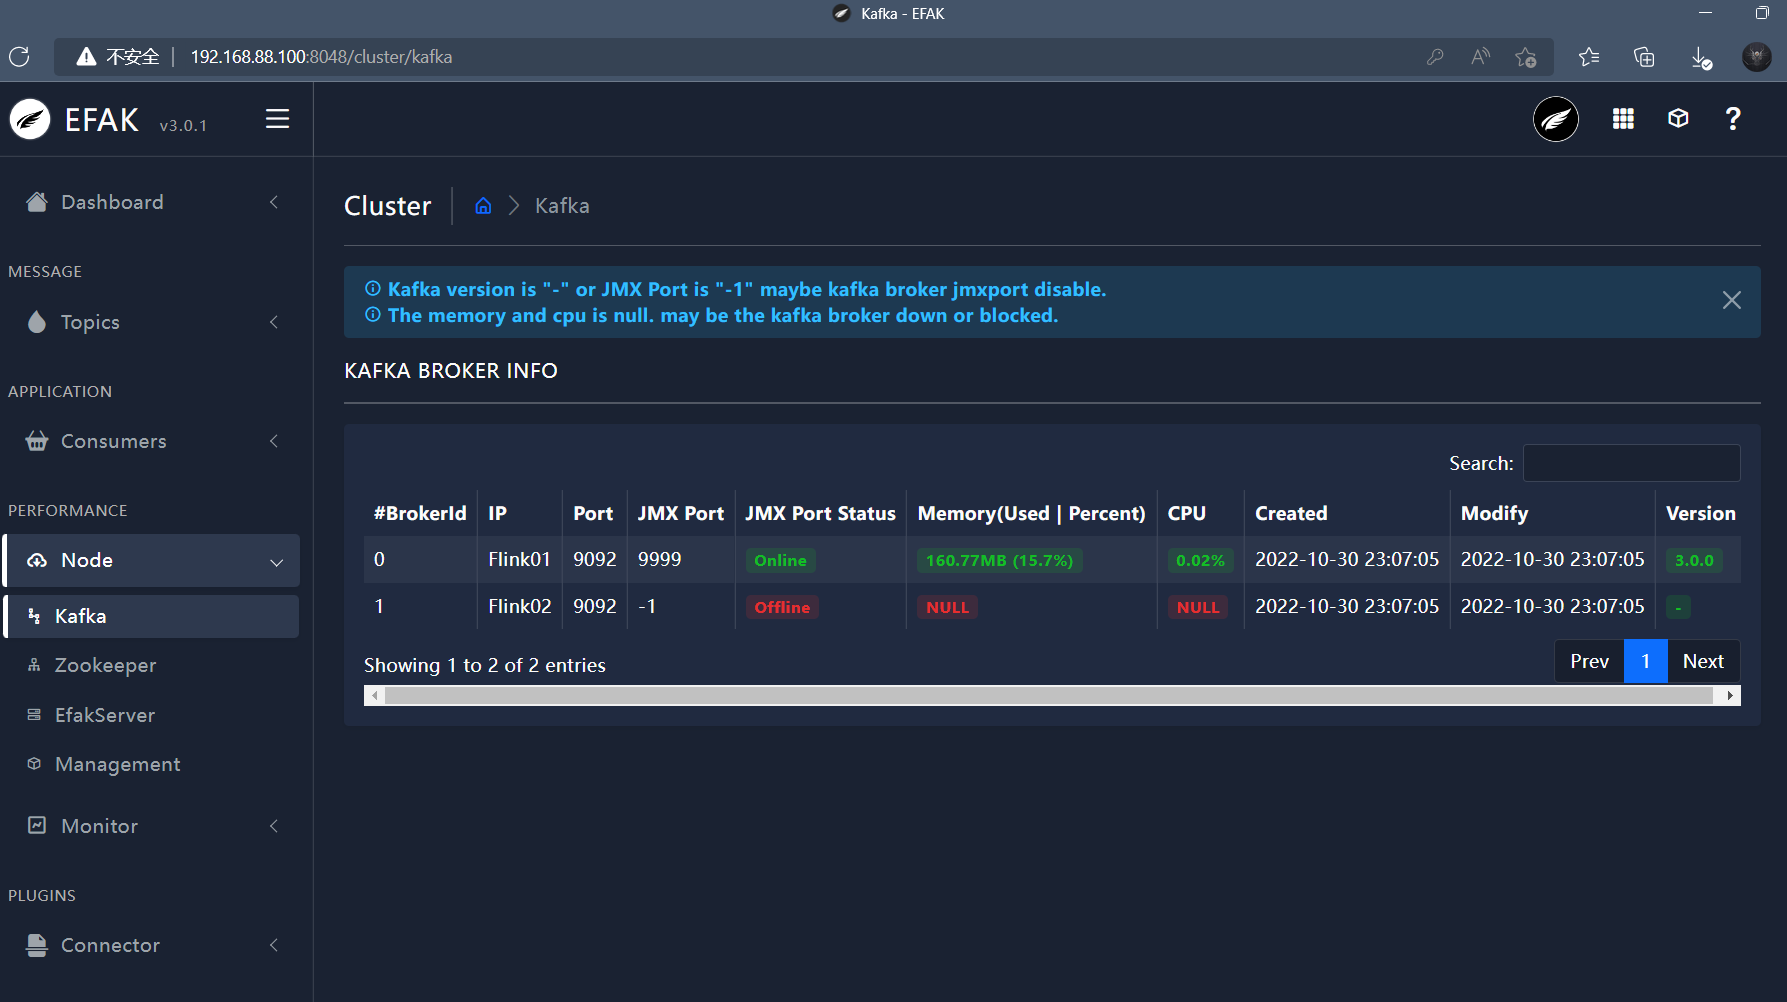 Kafka - EFAK
不安全 192.168.88.100:8048/cluster/kafka
EFAK v3.0.1
Dashboard
MESSAGE
Topics
APPLICATION
Consumers
PERFORMANCE
Node
Kafka
Zookeeper
EfakServer
Management
Monitor
PLUGINS
Connector
Cluster Kafka
Kafka version is "-" or JMX Port is "-1" maybe kafka broker jmxport disable.
The memory and cpu is null. may be the kafka broker down or blocked.
KAFKA BROKER INFO
Search:
#BrokerId IP Port JMX Port JMX Port Status Memory(Used | Percent) CPU Created Modify Version
0 Flink01 9092 9999 Online 160.77MB (15.7%) 0.02% 2022-10-30 23:07:05 2022-10-30 23:07:05 3.0.0
1 Flink02 9092 -1 Offline NULL NULL 2022-10-30 23:07:05 2022-10-30 23:07:05 -
Showing 1 to 2 of 2 entries
Prev 1 Next